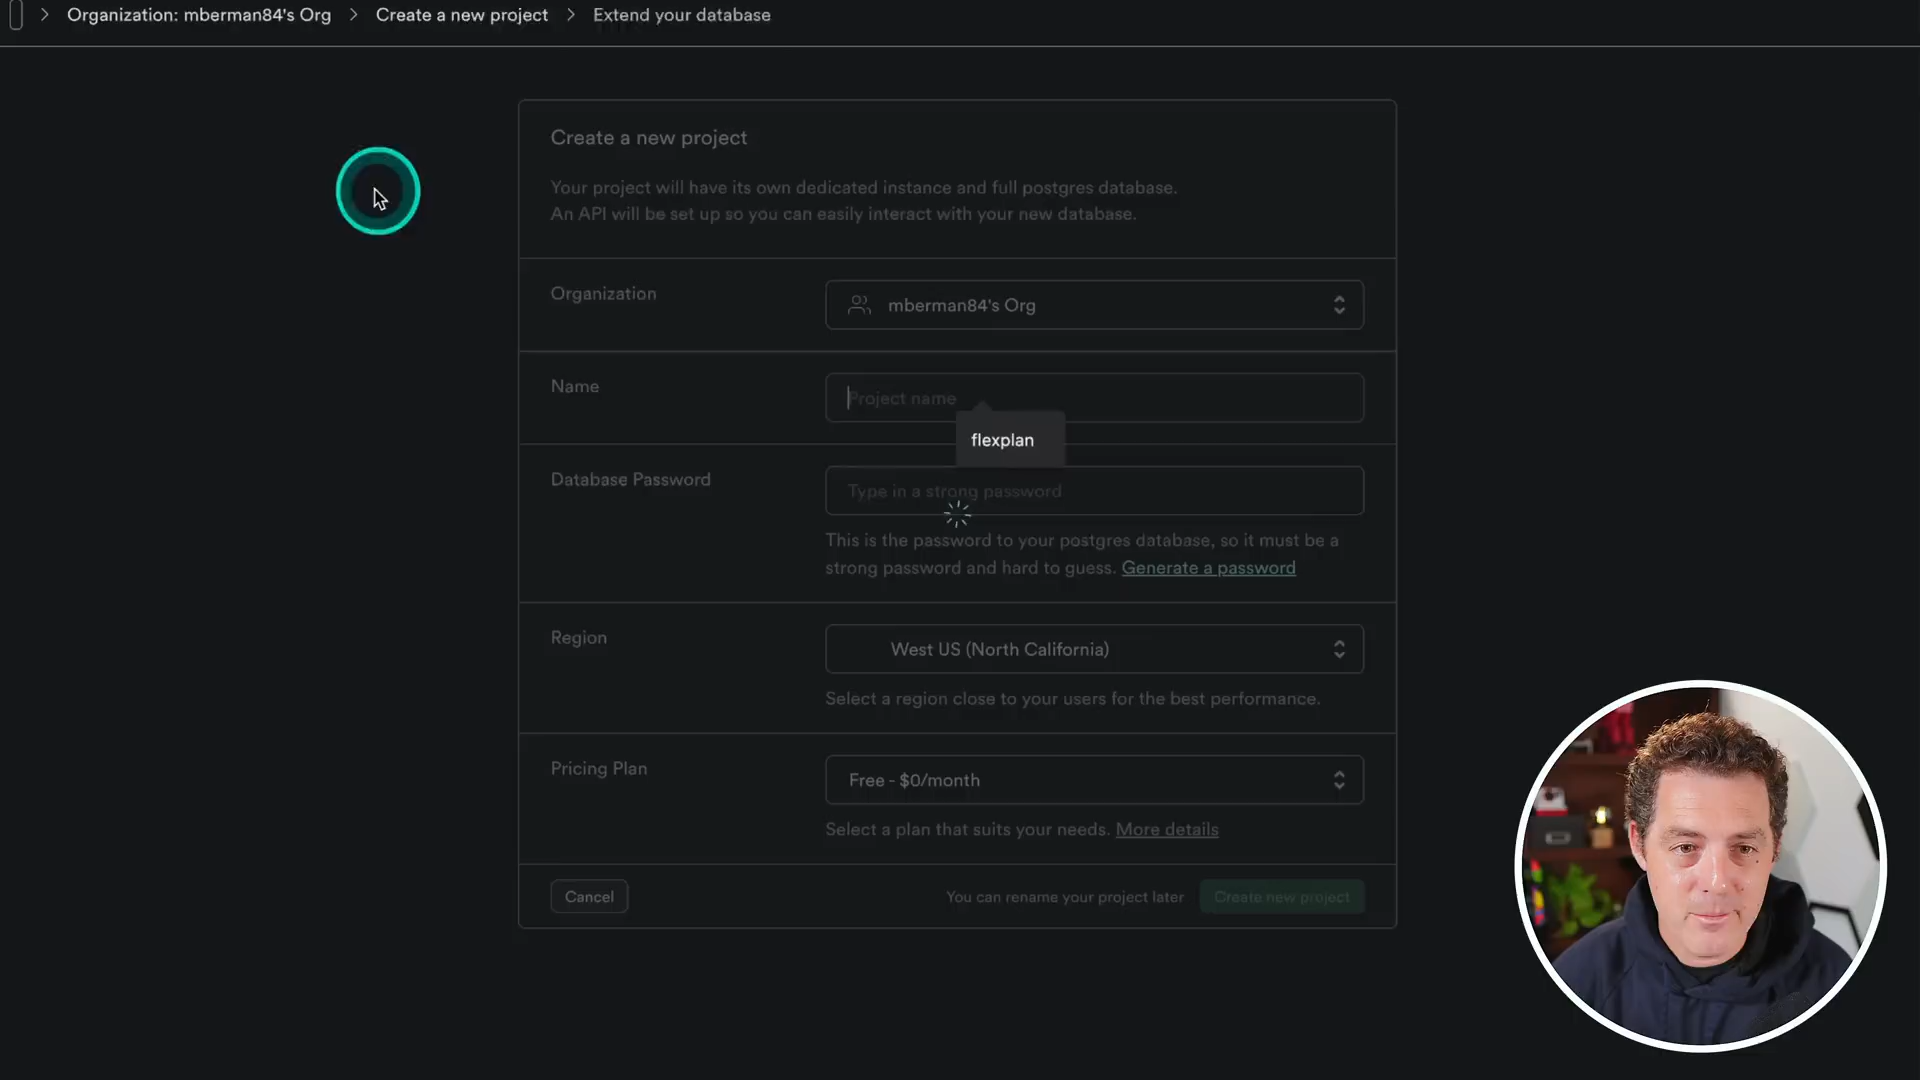 Organization: mberman84's Org > Create a new project > Extend your database
Create a new project
Your project will have its own dedicated instance and full postgres database.
An API will be set up so you can easily interact with your new database.
Organization
mberman84's Org
Name
Project name
flexplan
Database Password
Type in a strong password
This is the password to your postgres database, so it must be a
strong password and hard to guess. Generate a password
Region
West US (North California)
Select a region close to your users for the best performance.
Pricing Plan
Free - $0/month
Select a plan that suits your needs. More details
Cancel
You can rename your project later
Create new project